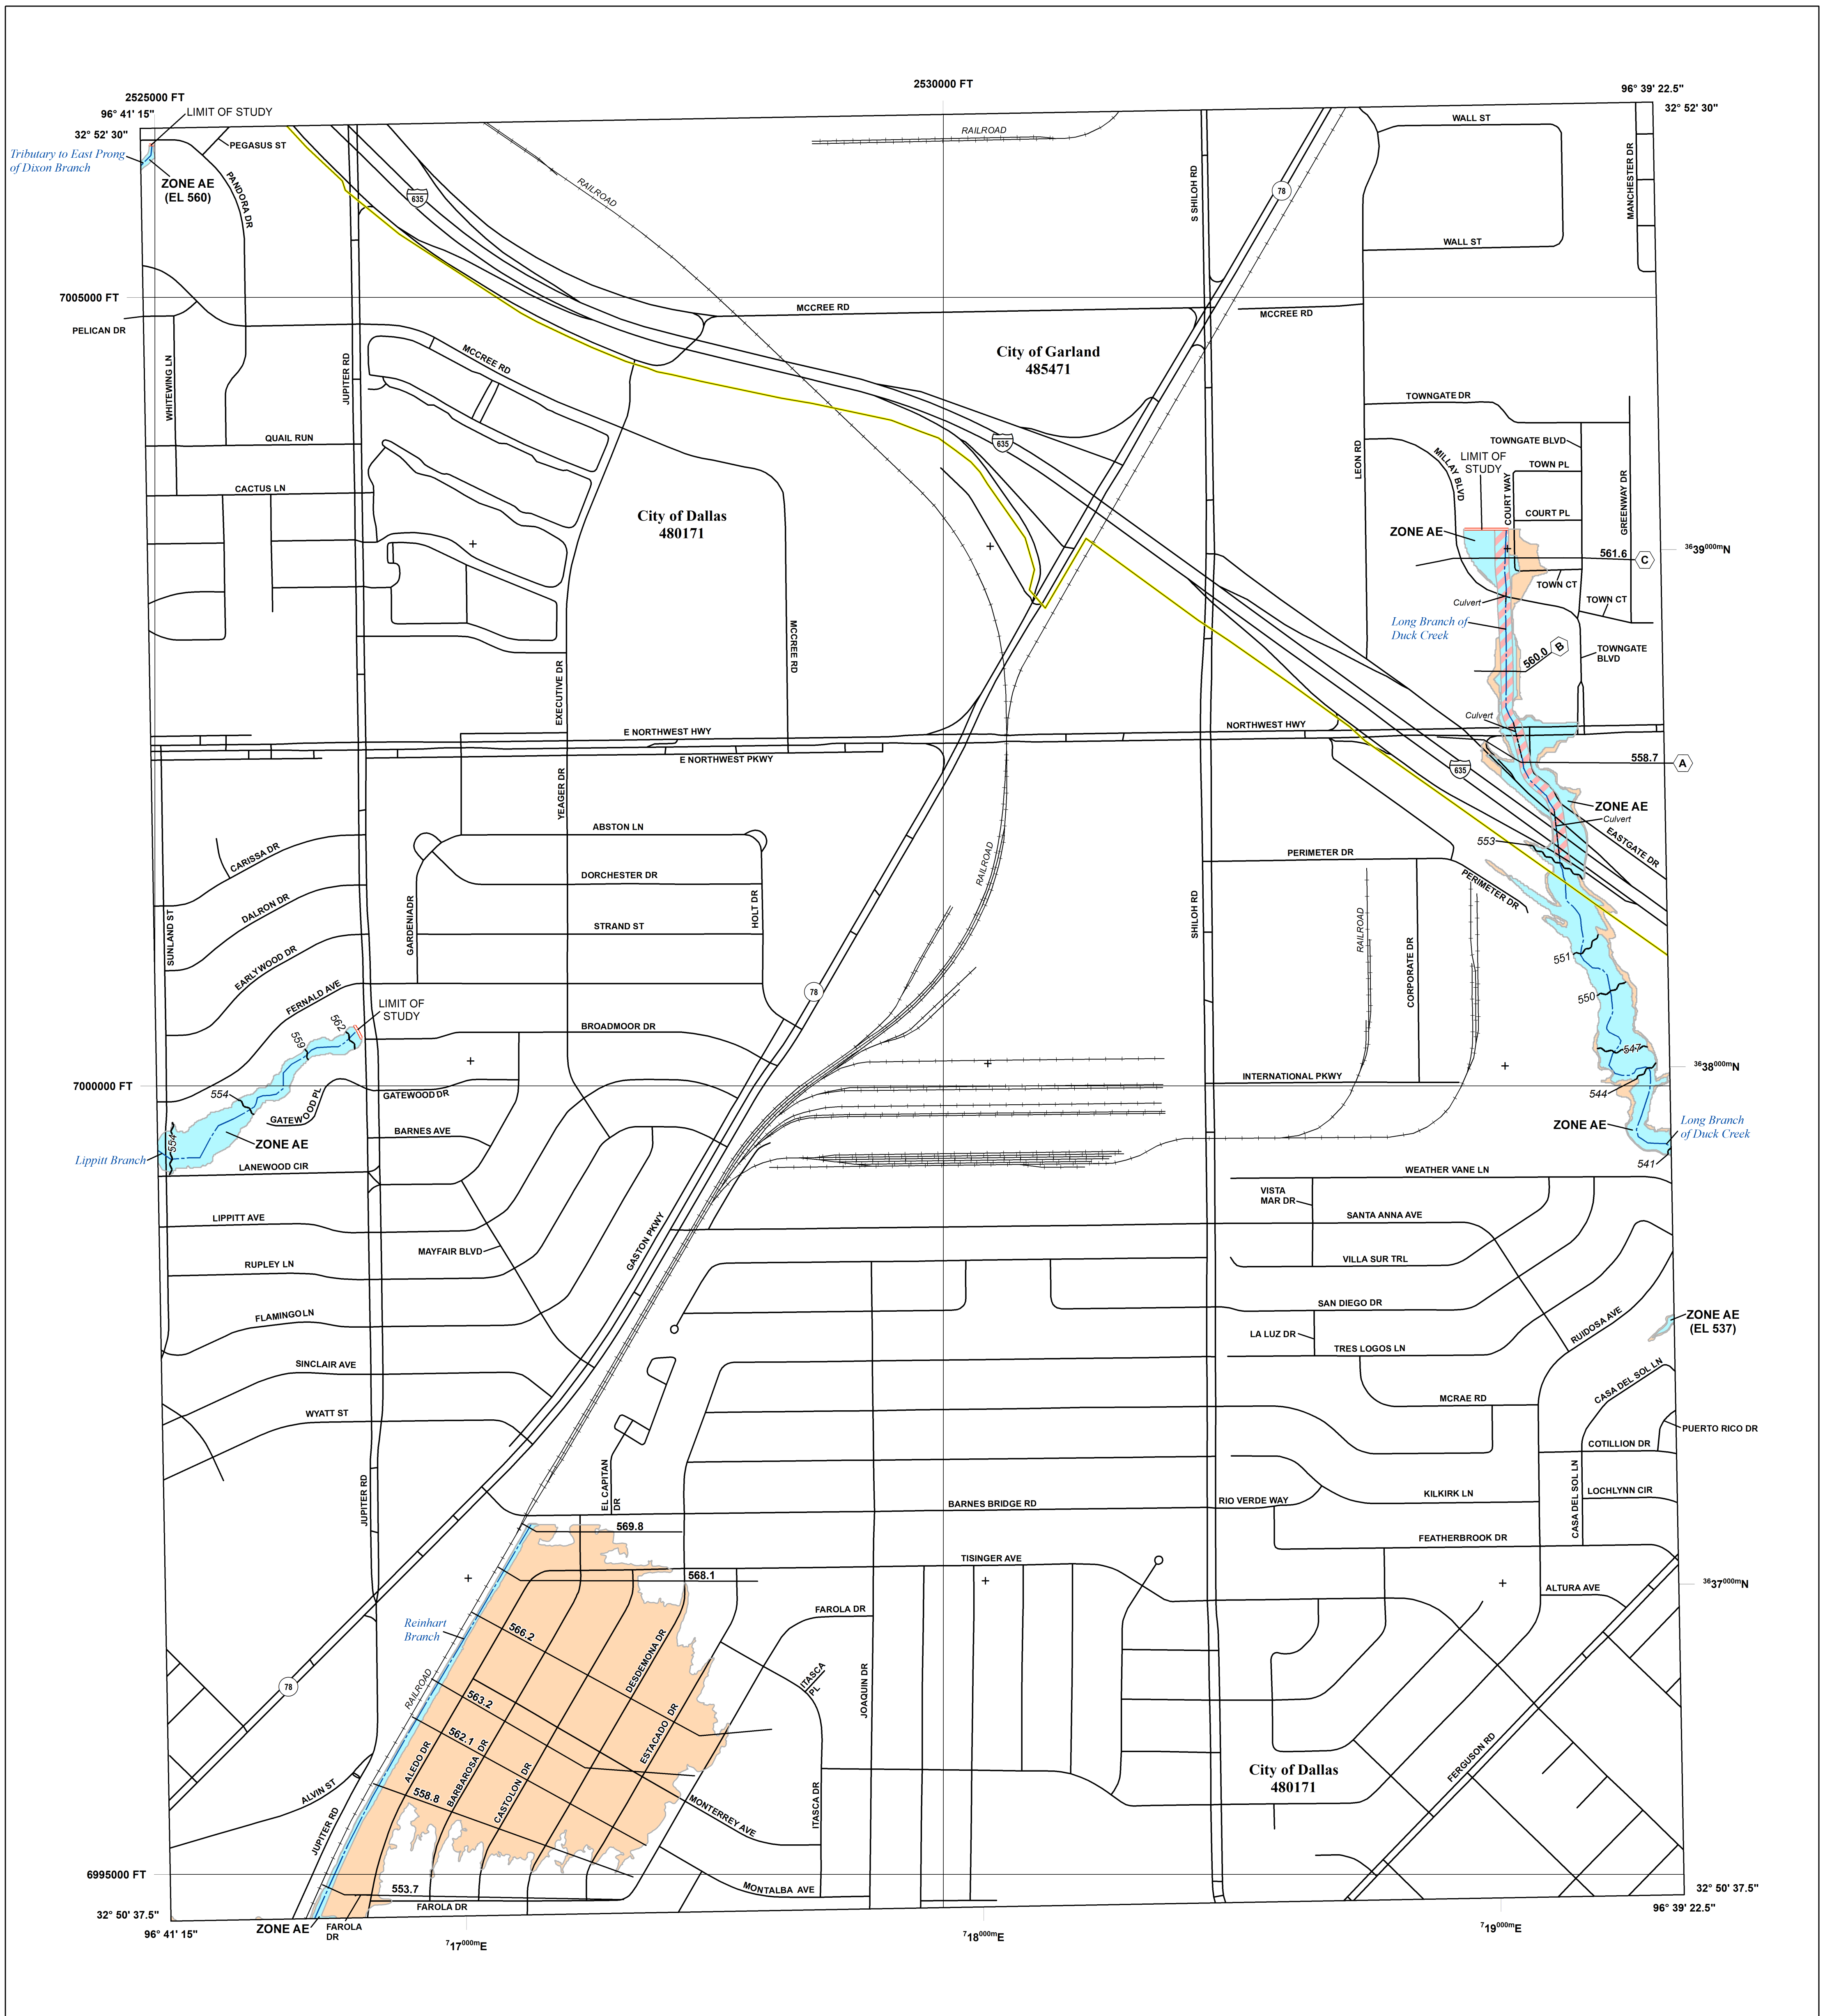 2530000 FT
2525000 FT
96° 41' 15"
96° 39' 22.5"
32° 52' 30"
32° 52' 30"
LIMIT OF STUDY
PEGASUS ST
Tributary to East Prong
of Dixon Branch
ZONE AE
(EL 560)
PANDORA DR
635
RAILROAD
RAILROAD
S SHILOH RD
78
WALL ST
WALL ST
MANCHESTER DR
7005000 FT
PELICAN DR
WHITEWING LN
JUPITER RD
MCCREE RD
MCCREE RD
MCCREE RD
City of Garland
485471
QUAIL RUN
CACTUS LN
City of Dallas
480171
635
LEON RD
TOWNGATE DR
TOWNGATE BLVD
MILLAY BLVD
LIMIT OF
STUDY
TOWN PL
COURT WAY
COURT PL
GREENWAY DR
ZONE AE
561.6
C
3639000mN
TOWN CT
TOWN CT
Culvert
Long Branch of
Duck Creek
560.0
B
TOWNGATE
BLVD
MCCREE RD
EXECUTIVE DR
E NORTHWEST HWY
E NORTHWEST PKWY
NORTHWEST HWY
Culvert
558.7
A
635
ZONE AE
Culvert
EASTGATE DR
553
YEAGER DR
ABSTON LN
CARISSA DR
DORCHESTER DR
DALRON DR
SUNLAND ST
GARDENIADR
STRAND ST
HOLT DR
EARLYWOOD DR
FERNALD AVE
RAILROAD
SHILOH RD
PERIMETER DR
PERIMETER DR
RAILROAD
CORPORATE DR
551
550
547
544
78
LIMIT OF
STUDY
562
559
554
554
BROADMOOR DR
7000000 FT
GATEWOOD PL
GATEWOOD DR
ZONE AE
BARNES AVE
Lippitt Branch
LANEWOOD CIR
INTERNATIONAL PKWY
3638000mN
ZONE AE
Long Branch
of Duck Creek
541
WEATHER VANE LN
VISTA
MAR DR
SANTA ANNA AVE
LIPPITT AVE
MAYFAIR BLVD
GASTON PKWY
RUPLEY LN
VILLA SUR TRL
FLAMINGO LN
SAN DIEGO DR
LA LUZ DR
RUIDOSA AVE
ZONE AE
(EL 537)
SINCLAIR AVE
TRES LOGOS LN
CASA DEL SOL LN
MCRAE RD
WYATT ST
PUERTO RICO DR
COTILLION DR
JUPITER RD
EL CAPITAN
DR
BARNES BRIDGE RD
RIO VERDE WAY
KILKIRK LN
CASA DEL SOL LN
LOCHLYNN CIR
FEATHERBROOK DR
569.8
568.1
TISINGER AVE
3637000mN
ALTURA AVE
Reinhart
Branch
566.2
FAROLA DR
DESDEMONA DR
ITASCA
PL
JOAQUIN DR
RAILROAD
78
563.2
562.1
ESTACADO DR
ALEDO DR
BARBAROSA DR
CASTOLON DR
558.8
MONTERREY AVE
ITASCA DR
City of Dallas
480171
FERGUSON RD
ALVIN ST
JUPITER RD
6995000 FT
553.7
MONTALBA AVE
FAROLA DR
32° 50' 37.5"
32° 50' 37.5"
ZONE AE
FAROLA
DR
96° 41' 15"
96° 39' 22.5"
717000mE
718000mE
719000mE